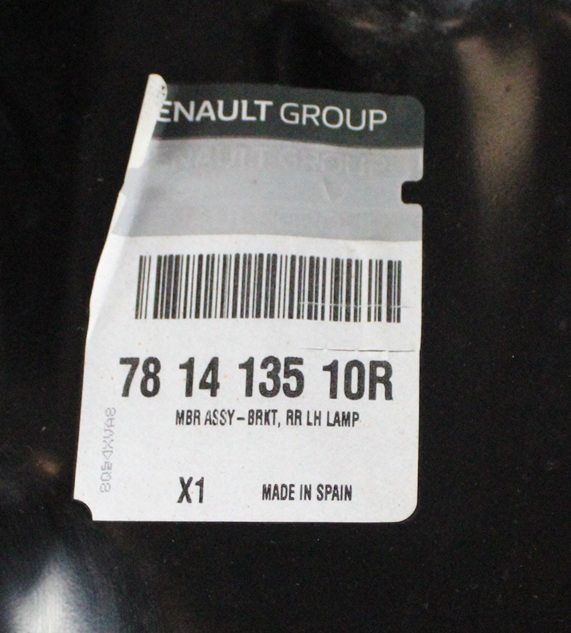 ENAULT GROUP
78 14 135 10R
MBR ASSY-BRKT, RR LH LAMP
X1 MADE IN SPAIN